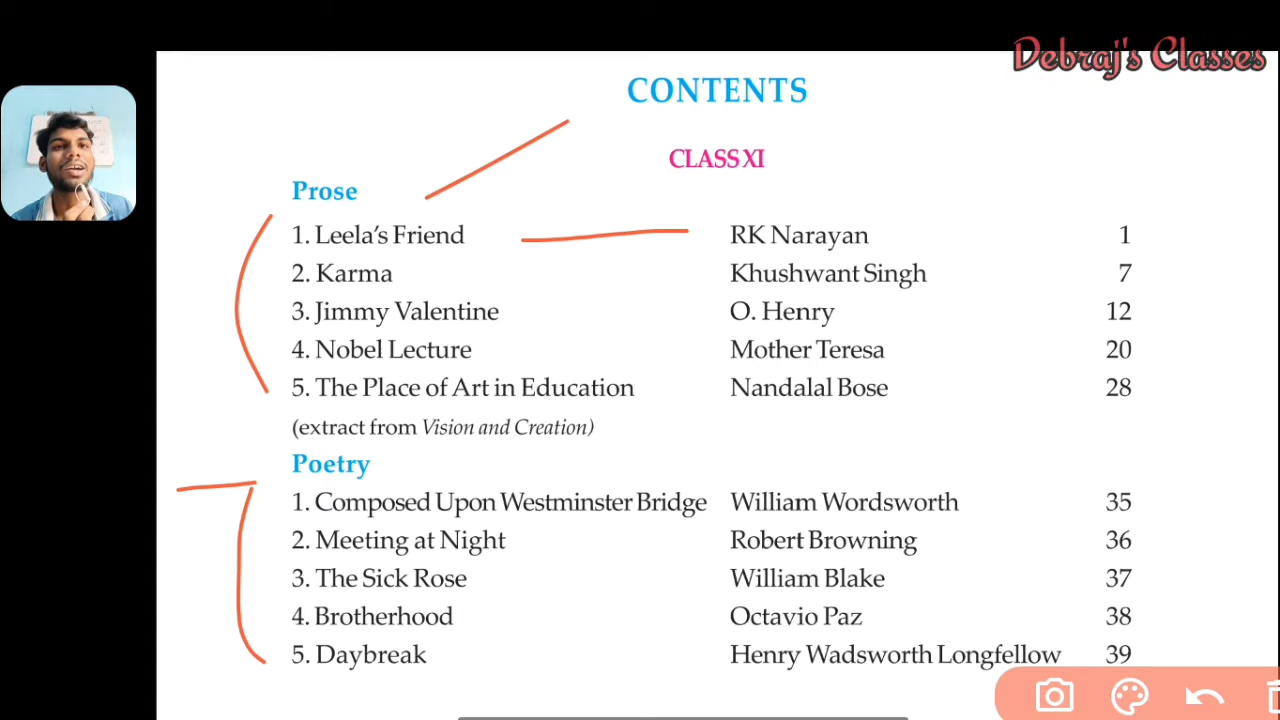 Debraj's Classes
CONTENTS
CLASS XI
Prose
1. Leela's Friend RK Narayan 1
2. Karma Khushwant Singh 7
3. Jimmy Valentine O. Henry 12
4. Nobel Lecture Mother Teresa 20
5. The Place of Art in Education Nandalal Bose 28
(extract from Vision and Creation)
Poetry
1. Composed Upon Westminster Bridge William Wordsworth 35
2. Meeting at Night Robert Browning 36
3. The Sick Rose William Blake 37
4. Brotherhood Octavio Paz 38
5. Daybreak Henry Wadsworth Longfellow 39